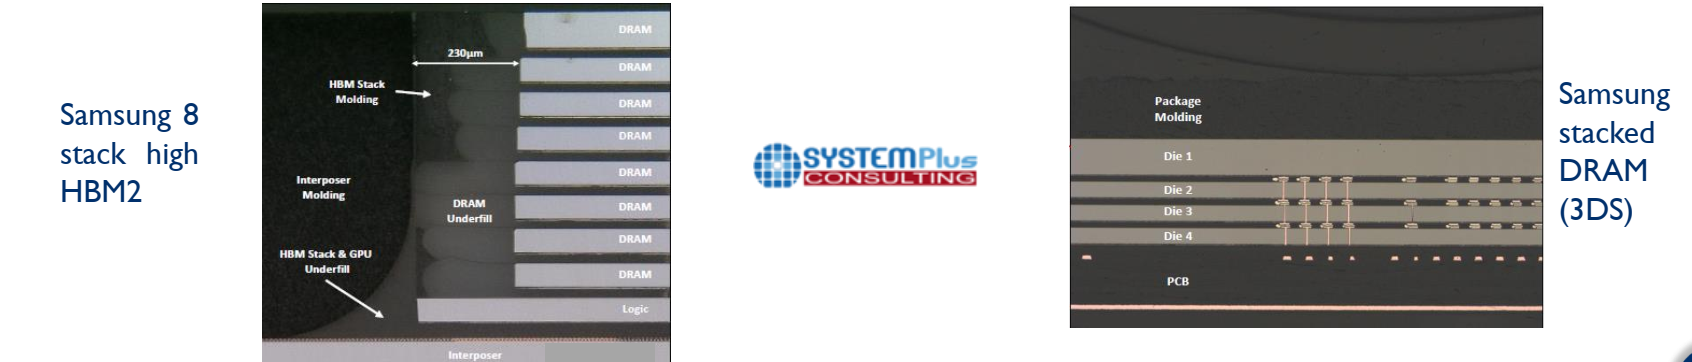 Samsung 8
stack high
HBM2
DRAM
230µm
DRAM
HBM Stack
Molding
DRAM
DRAM
DRAM
Interposer
Molding
DRAM
Underfill
DRAM
DRAM
HBM Stack & GPU
Underfill
DRAM
Logic
Interposer
SYSTEMPlus
CONSULTING
Package
Molding
Die 1
Die 2
Die 3
Die 4
PCB
Samsung
stacked
DRAM
(3DS)